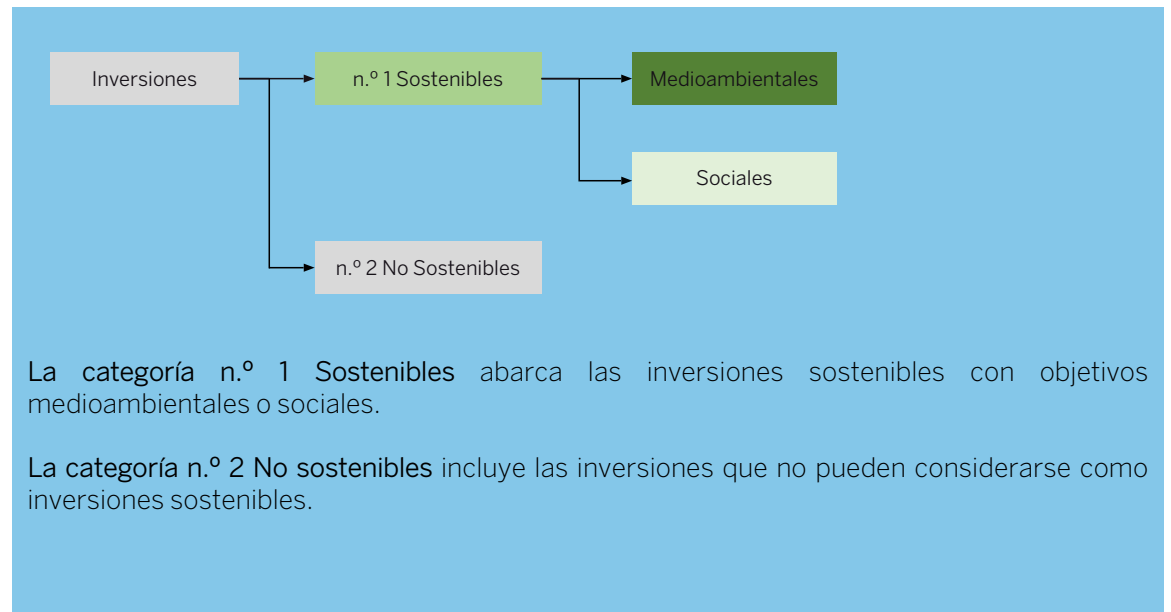 Inversiones
n.º 1 Sostenibles
Medioambientales
Sociales
n.º 2 No Sostenibles
La categoría n.º 1 Sostenibles abarca las inversiones sostenibles con objetivos
medioambientales o sociales.
La categoría n.º 2 No sostenibles incluye las inversiones que no pueden considerarse como
inversiones sostenibles.